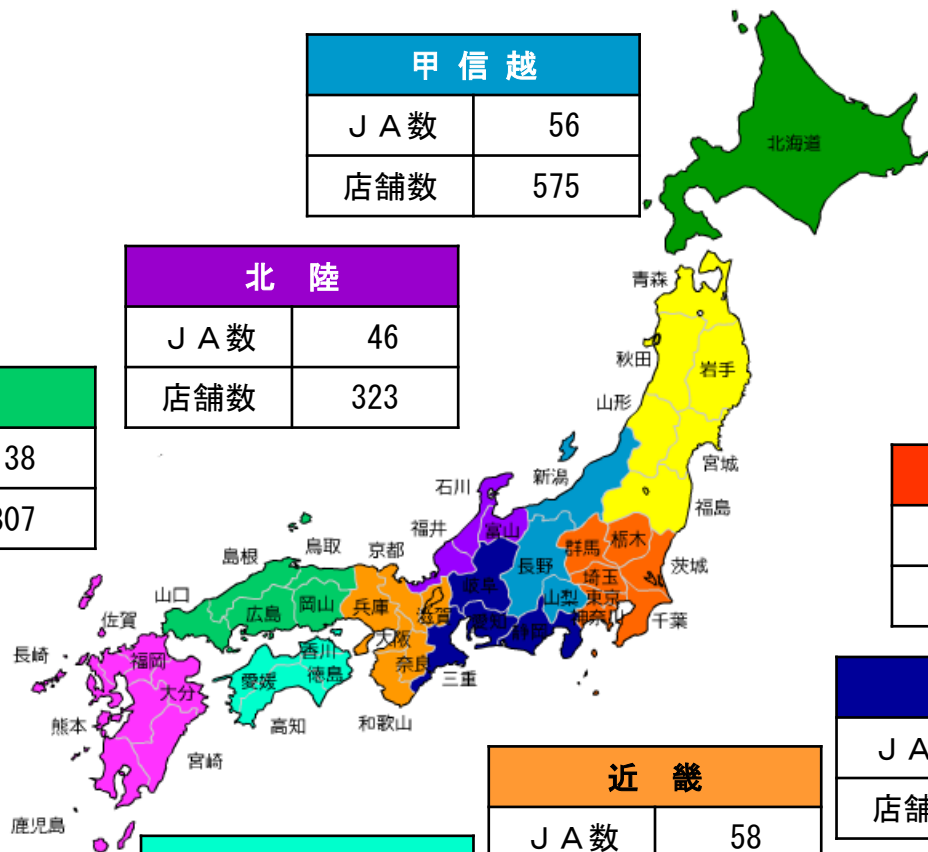 甲 信 越
ＪＡ数 56
店舗数 575
北海道
北 陸
ＪＡ数 46
店舗数 323
青森
秋田
岩手
山形
宮城
新潟
福島
38
307
石川
福井
富山
群馬
栃木
茨城
長野
埼玉
山梨
東京
神奈川
千葉
島根
鳥取
京都
岐阜
愛知
静岡
山口
広島
岡山
兵庫
滋賀
佐賀
大阪
奈良
三重
長崎
福岡
大分
香川
愛媛
徳島
高知
和歌山
熊本
宮崎
鹿児島
近 畿
ＪＡ数 58
ＪＡ
店舗